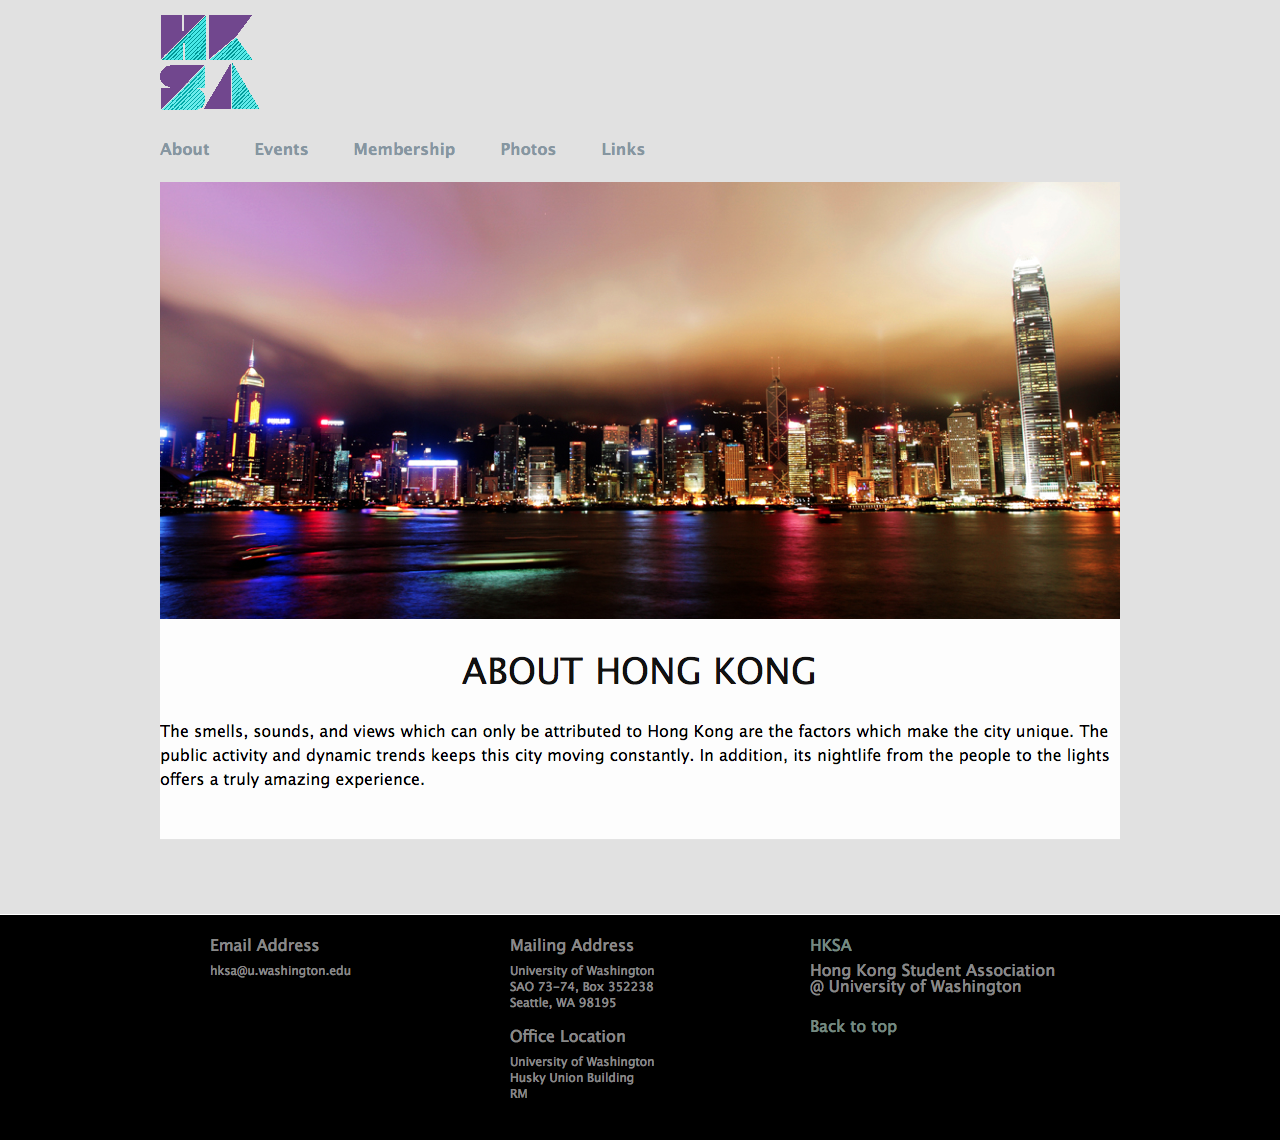 HK
SA
About Events Membership Photos Links
PHILIPS
ABOUT HONG KONG
The smells, sounds, and views which can only be attributed to Hong Kong are the factors which make the city unique. The
public activity and dynamic trends keeps this city moving constantly. In addition, its nightlife from the people to the lights
offers a truly amazing experience.
Email Address
hksa@u.washington.edu
Mailing Address
University of Washington
SAO 73-74, Box 352238
Seattle, WA 98195
Office Location
University of Washington
Husky Union Building
RM
HKSA
Hong Kong Student Association
@ University of Washington
Back to top